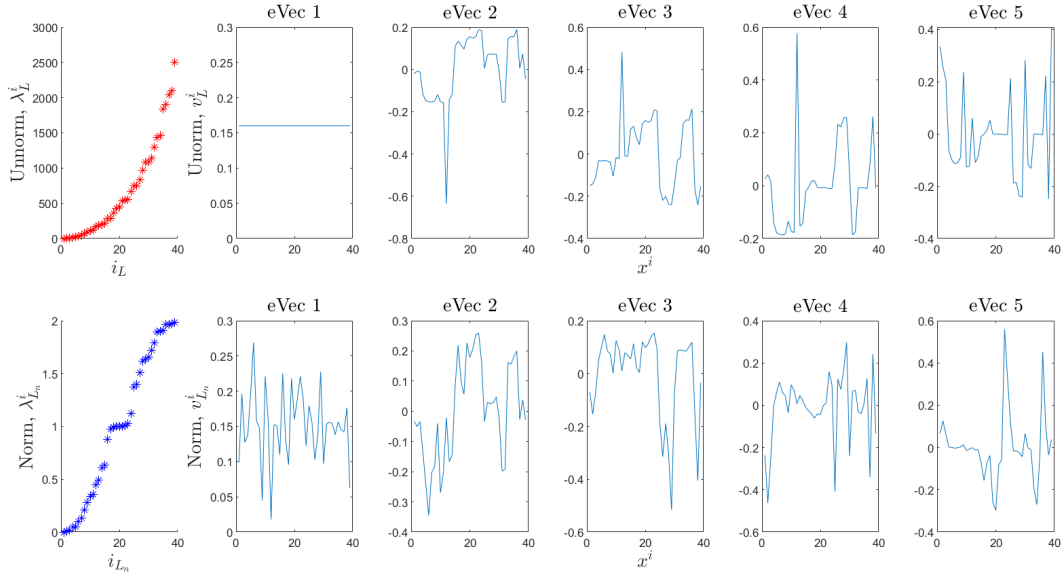 eVec 1
eVec 2
eVec 3
eVec 4
eVec 5
3000
2500
2000
1500
1000
500
0
0 20 40
Unnorm, λ_L^i
i_L
0.3
0.25
0.2
0.15
0.1
0.05
0
0 20 40
Unorm, v_L^i
0.2
0
-0.2
-0.4
-0.6
-0.8
0 20 40
0.6
0.4
0.2
0
-0.2
-0.4
0 20 40
x^i
0.6
0.4
0.2
0
-0.2
0 20 40
0.4
0.2
0
-0.2
-0.4
0 20 40
eVec 1
eVec 2
eVec 3
eVec 4
eVec 5
2
1.5
1
0.5
0
0 20 40
Norm, λ_{L_n}^i
i_{L_n}
0.3
0.25
0.2
0.15
0.1
0.05
0
0 20 40
Norm, v_{L_n}^i
0.3
0.2
0.1
0
-0.1
-0.2
-0.3
-0.4
0 20 40
0.2
0
-0.2
-0.4
-0.6
0 20 40
x^i
0.4
0.2
0
-0.2
-0.4
-0.6
0 20 40
0.6
0.4
0.2
0
-0.2
-0.4
0 20 40